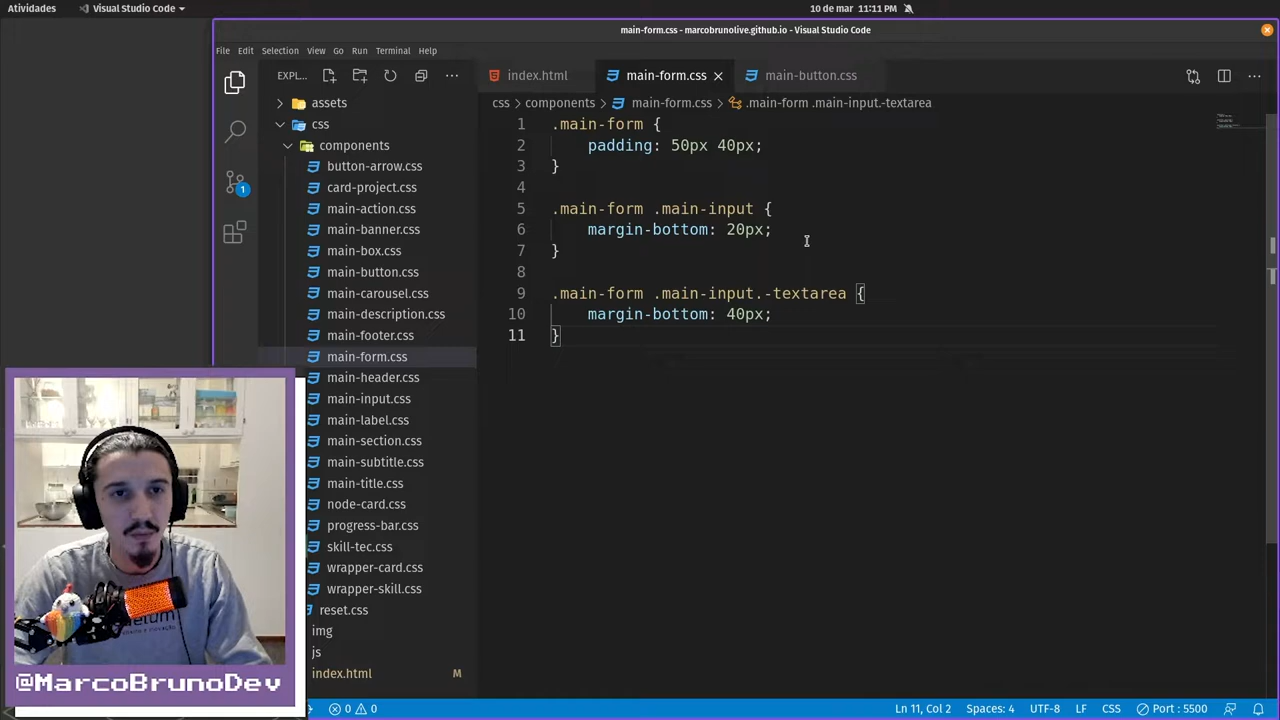 Atividades
Visual Studio Code
10 de mar 11:11 PM
main-form.css - marcobrunolive.github.io - Visual Studio Code
File Edit Selection View Go Run Terminal Help
EXPL...
index.html
main-form.css
main-button.css
css
components
main-form.css
.main-form .main-input.-textarea
assets
css
components
button-arrow.css
card-project.css
main-action.css
main-banner.css
main-box.css
main-button.css
main-carousel.css
main-description.css
main-footer.css
main-form.css
main-header.css
main-input.css
main-label.css
main-section.css
main-subtitle.css
main-title.css
node-card.css
progress-bar.css
skill-tec.css
wrapper-card.css
wrapper-skill.css
reset.css
img
js
index.html M
1
1 .main-form {
2 padding: 50px 40px;
3 }
4
5 .main-form .main-input {
6 margin-bottom: 20px;
7 }
8
9 .main-form .main-input.-textarea {
10 margin-bottom: 40px;
11 }
@MarcoBrunoDev
0 0
Ln 11, Col 2
Spaces: 4
UTF-8
LF
CSS
Port : 5500